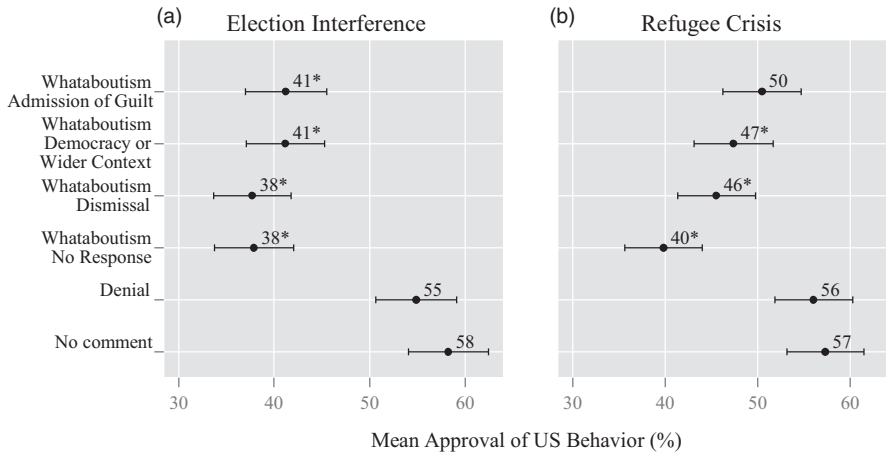 (a) Election Interference
(b) Refugee Crisis
Whataboutism
Admission of Guilt
41*
50
Whataboutism
Democracy or
Wider Context
41*
47*
Whataboutism
Dismissal
38*
46*
Whataboutism
No Response
38*
40*
Denial
55
56
No comment
58
57
30 40 50 60
30 40 50 60
Mean Approval of US Behavior (%)